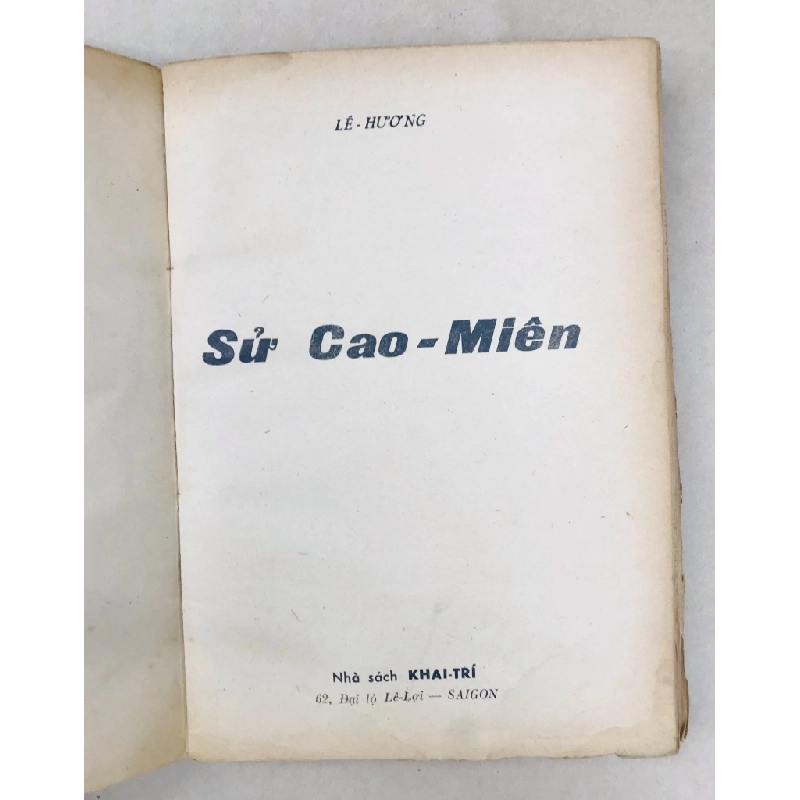 LÊ - HƯƠNG
Sử Cao-Miên
Nhà sách KHAI-TRÍ
62, Đại lộ Lê-Lợi — SAIGON